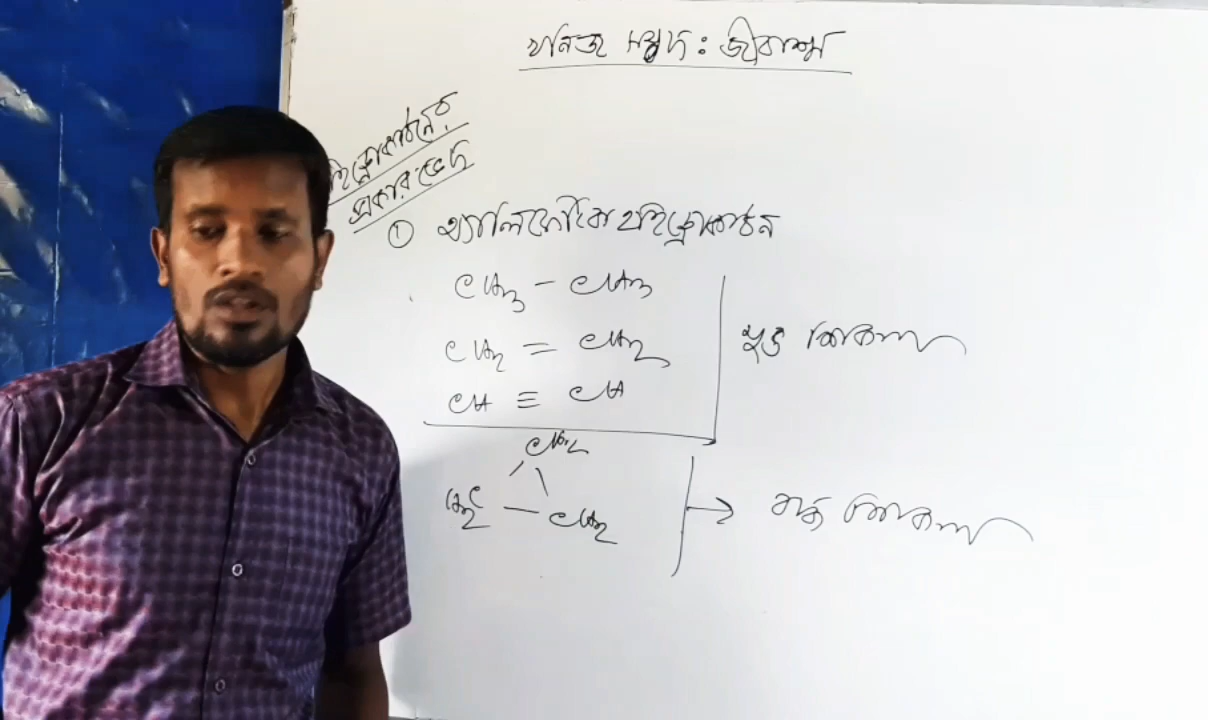 খনিজ সম্পদ : জীবাশ্ম
হাইড্রোকার্বনের
প্রকারভেদ
① অ্যালিফেটিক হাইড্রোকার্বন
CH₃ – CH₃
CH₂ = CH₂
CH ≡ CH
মুক্ত শিকল
CH₂
H₂C – CH₂
→ বদ্ধ শিকল